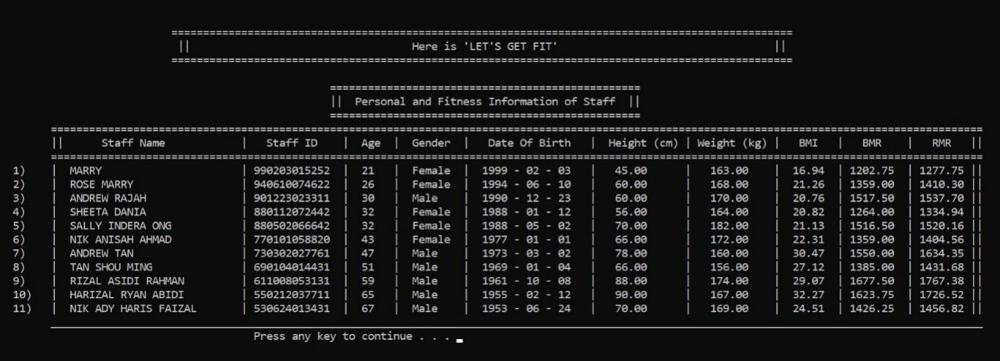 ================================================================
|| Here is 'LET'S GET FIT' ||
================================================================
=================================================
|| Personal and Fitness Information of Staff ||
=================================================
================================================================
|| Staff Name | Staff ID | Age | Gender | Date Of Birth | Height (cm) | Weight (kg) | BMI | BMR | RMR ||
================================================================
1) | MARRY | 990203015252 | 21 | Female | 1999 - 02 - 03 | 45.00 | 163.00 | 16.94 | 1202.75 | 1277.75 ||
2) | ROSE MARRY | 940610074622 | 26 | Female | 1994 - 06 - 10 | 60.00 | 168.00 | 21.26 | 1359.00 | 1410.30 ||
3) | ANDREW RAJAH | 901223023311 | 30 | Male | 1990 - 12 - 23 | 60.00 | 170.00 | 20.76 | 1517.50 | 1537.70 ||
4) | SHEETA DANIA | 880112072442 | 32 | Female | 1988 - 01 - 12 | 56.00 | 164.00 | 20.82 | 1264.00 | 1334.94 ||
5) | SALLY INDERA ONG | 880502066642 | 32 | Female | 1988 - 05 - 02 | 70.00 | 182.00 | 21.13 | 1516.50 | 1520.16 ||
6) | NIK ANISAH AHMAD | 770101058820 | 43 | Female | 1977 - 01 - 01 | 66.00 | 172.00 | 22.31 | 1359.00 | 1404.56 ||
7) | ANDREW TAN | 730302027761 | 47 | Male | 1973 - 03 - 02 | 78.00 | 160.00 | 30.47 | 1550.00 | 1634.35 ||
8) | TAN SHOU MING | 690104014431 | 51 | Male | 1969 - 01 - 04 | 66.00 | 156.00 | 27.12 | 1385.00 | 1431.68 ||
9) | RIZAL ASIDI RAHMAN | 611008053131 | 59 | Male | 1961 - 10 - 08 | 88.00 | 174.00 | 29.07 | 1677.50 | 1767.38 ||
10) | HARIZAL RYAN ABIDI | 550212037711 | 65 | Male | 1955 - 02 - 12 | 90.00 | 167.00 | 32.27 | 1623.75 | 1726.52 ||
11) | NIK ADY HARIS FAIZAL | 530624013431 | 67 | Male | 1953 - 06 - 24 | 70.00 | 169.00 | 24.51 | 1426.25 | 1456.82 ||
Press any key to continue . . .